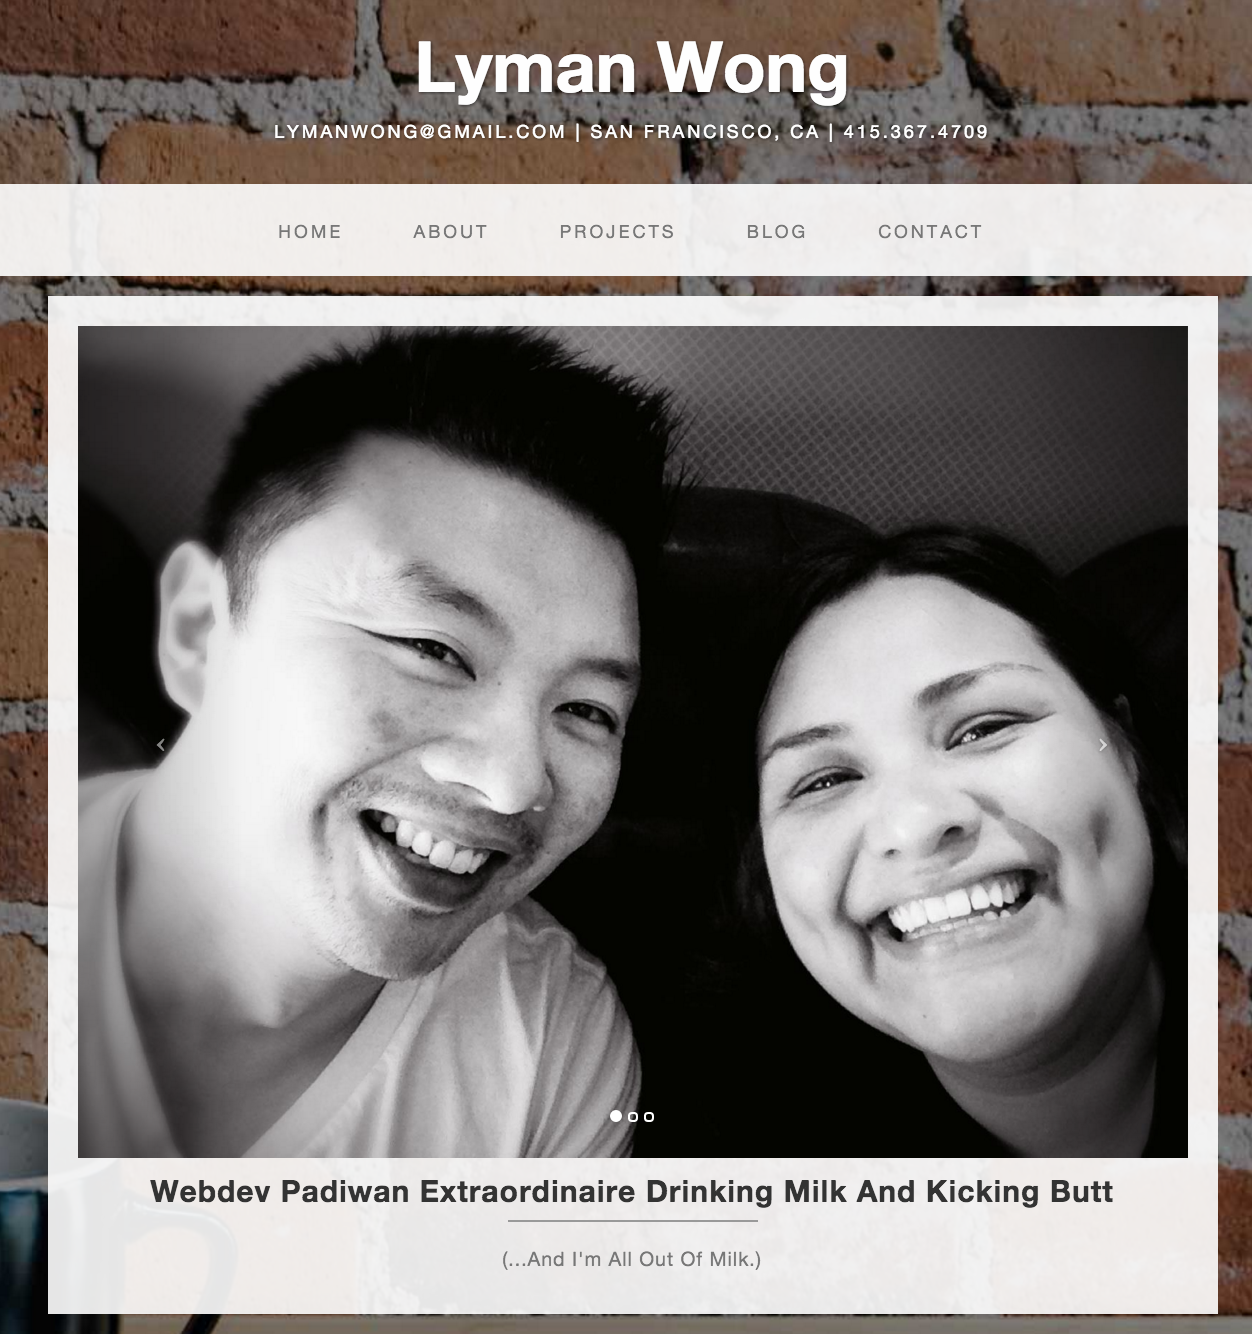 Lyman Wong
LYMANWONG@GMAIL.COM | SAN FRANCISCO, CA | 415.367.4709
HOME ABOUT PROJECTS BLOG CONTACT
Webdev Padiwan Extraordinaire Drinking Milk And Kicking Butt
(...And I'm All Out Of Milk.)